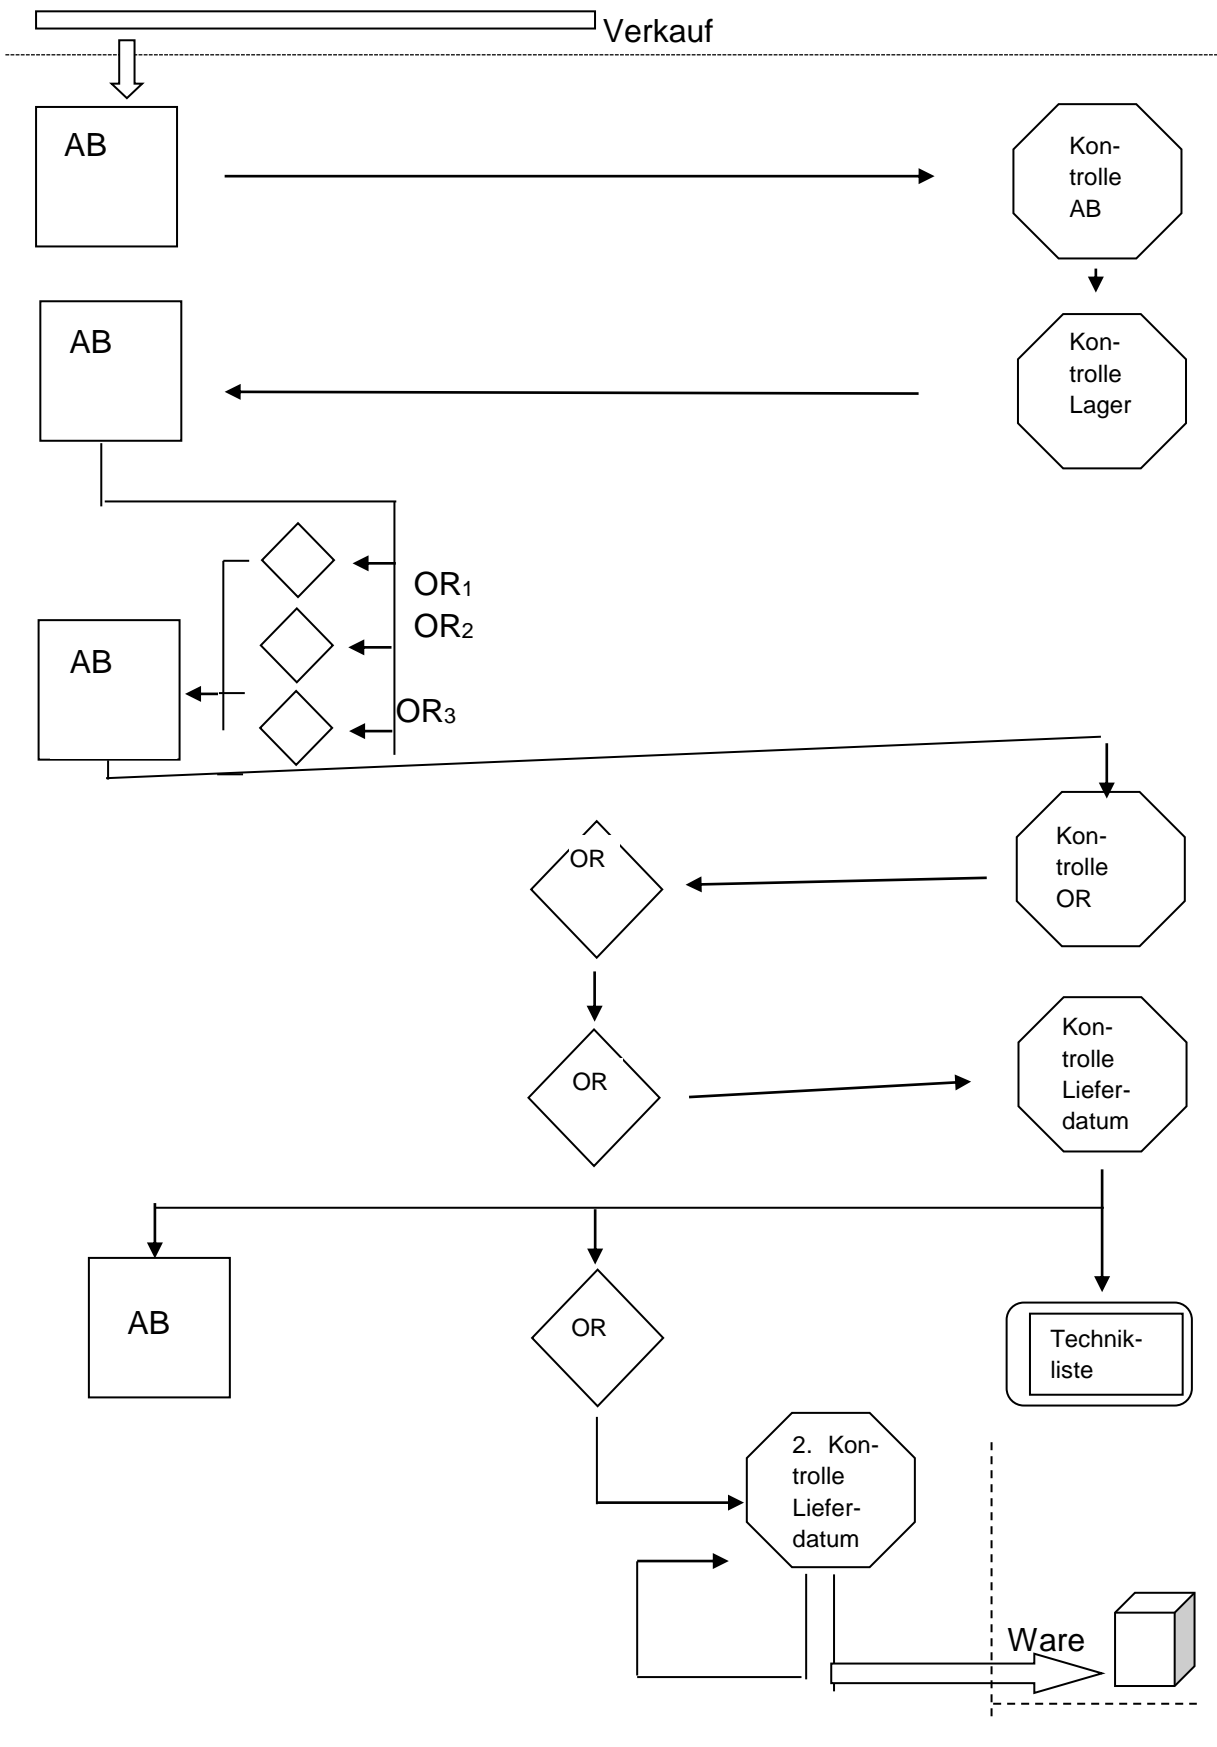 Verkauf
AB
Kon-
trolle
AB
AB
Kon-
trolle
Lager
OR1
OR2
AB
OR3
Kon-
trolle
OR
OR
OR
Kon-
trolle
Liefer-
datum
AB
OR
Technik-
liste
2. Kon-
trolle
Liefer-
datum
Ware